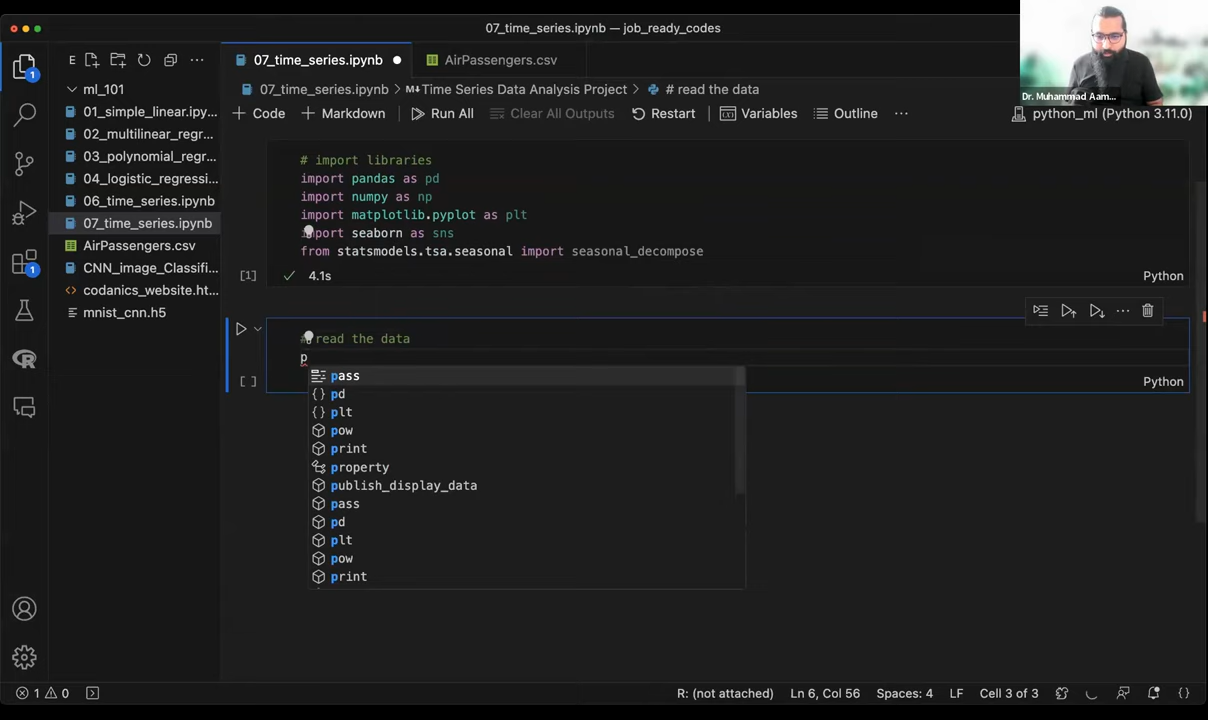 07_time_series.ipynb — job_ready_codes
E
07_time_series.ipynb
AirPassengers.csv
ml_101
01_simple_linear.ipy...
02_multilinear_regr...
03_polynomial_regr...
04_logistic_regressi...
06_time_series.ipynb
07_time_series.ipynb
AirPassengers.csv
CNN_image_Classifi...
codanics_website.ht...
mnist_cnn.h5
1
1
07_time_series.ipynb > Time Series Data Analysis Project > # read the data
+ Code + Markdown Run All Clear All Outputs Restart Variables Outline ...
python_ml (Python 3.11.0)
Dr. Muhammad Aam...
# import libraries
import pandas as pd
import numpy as np
import matplotlib.pyplot as plt
import seaborn as sns
from statsmodels.tsa.seasonal import seasonal_decompose
[1] 4.1s Python
# read the data
p
[ ] Python
pass
pd
plt
pow
print
property
publish_display_data
pass
pd
plt
pow
print
1 0 R: (not attached) Ln 6, Col 56 Spaces: 4 LF Cell 3 of 3